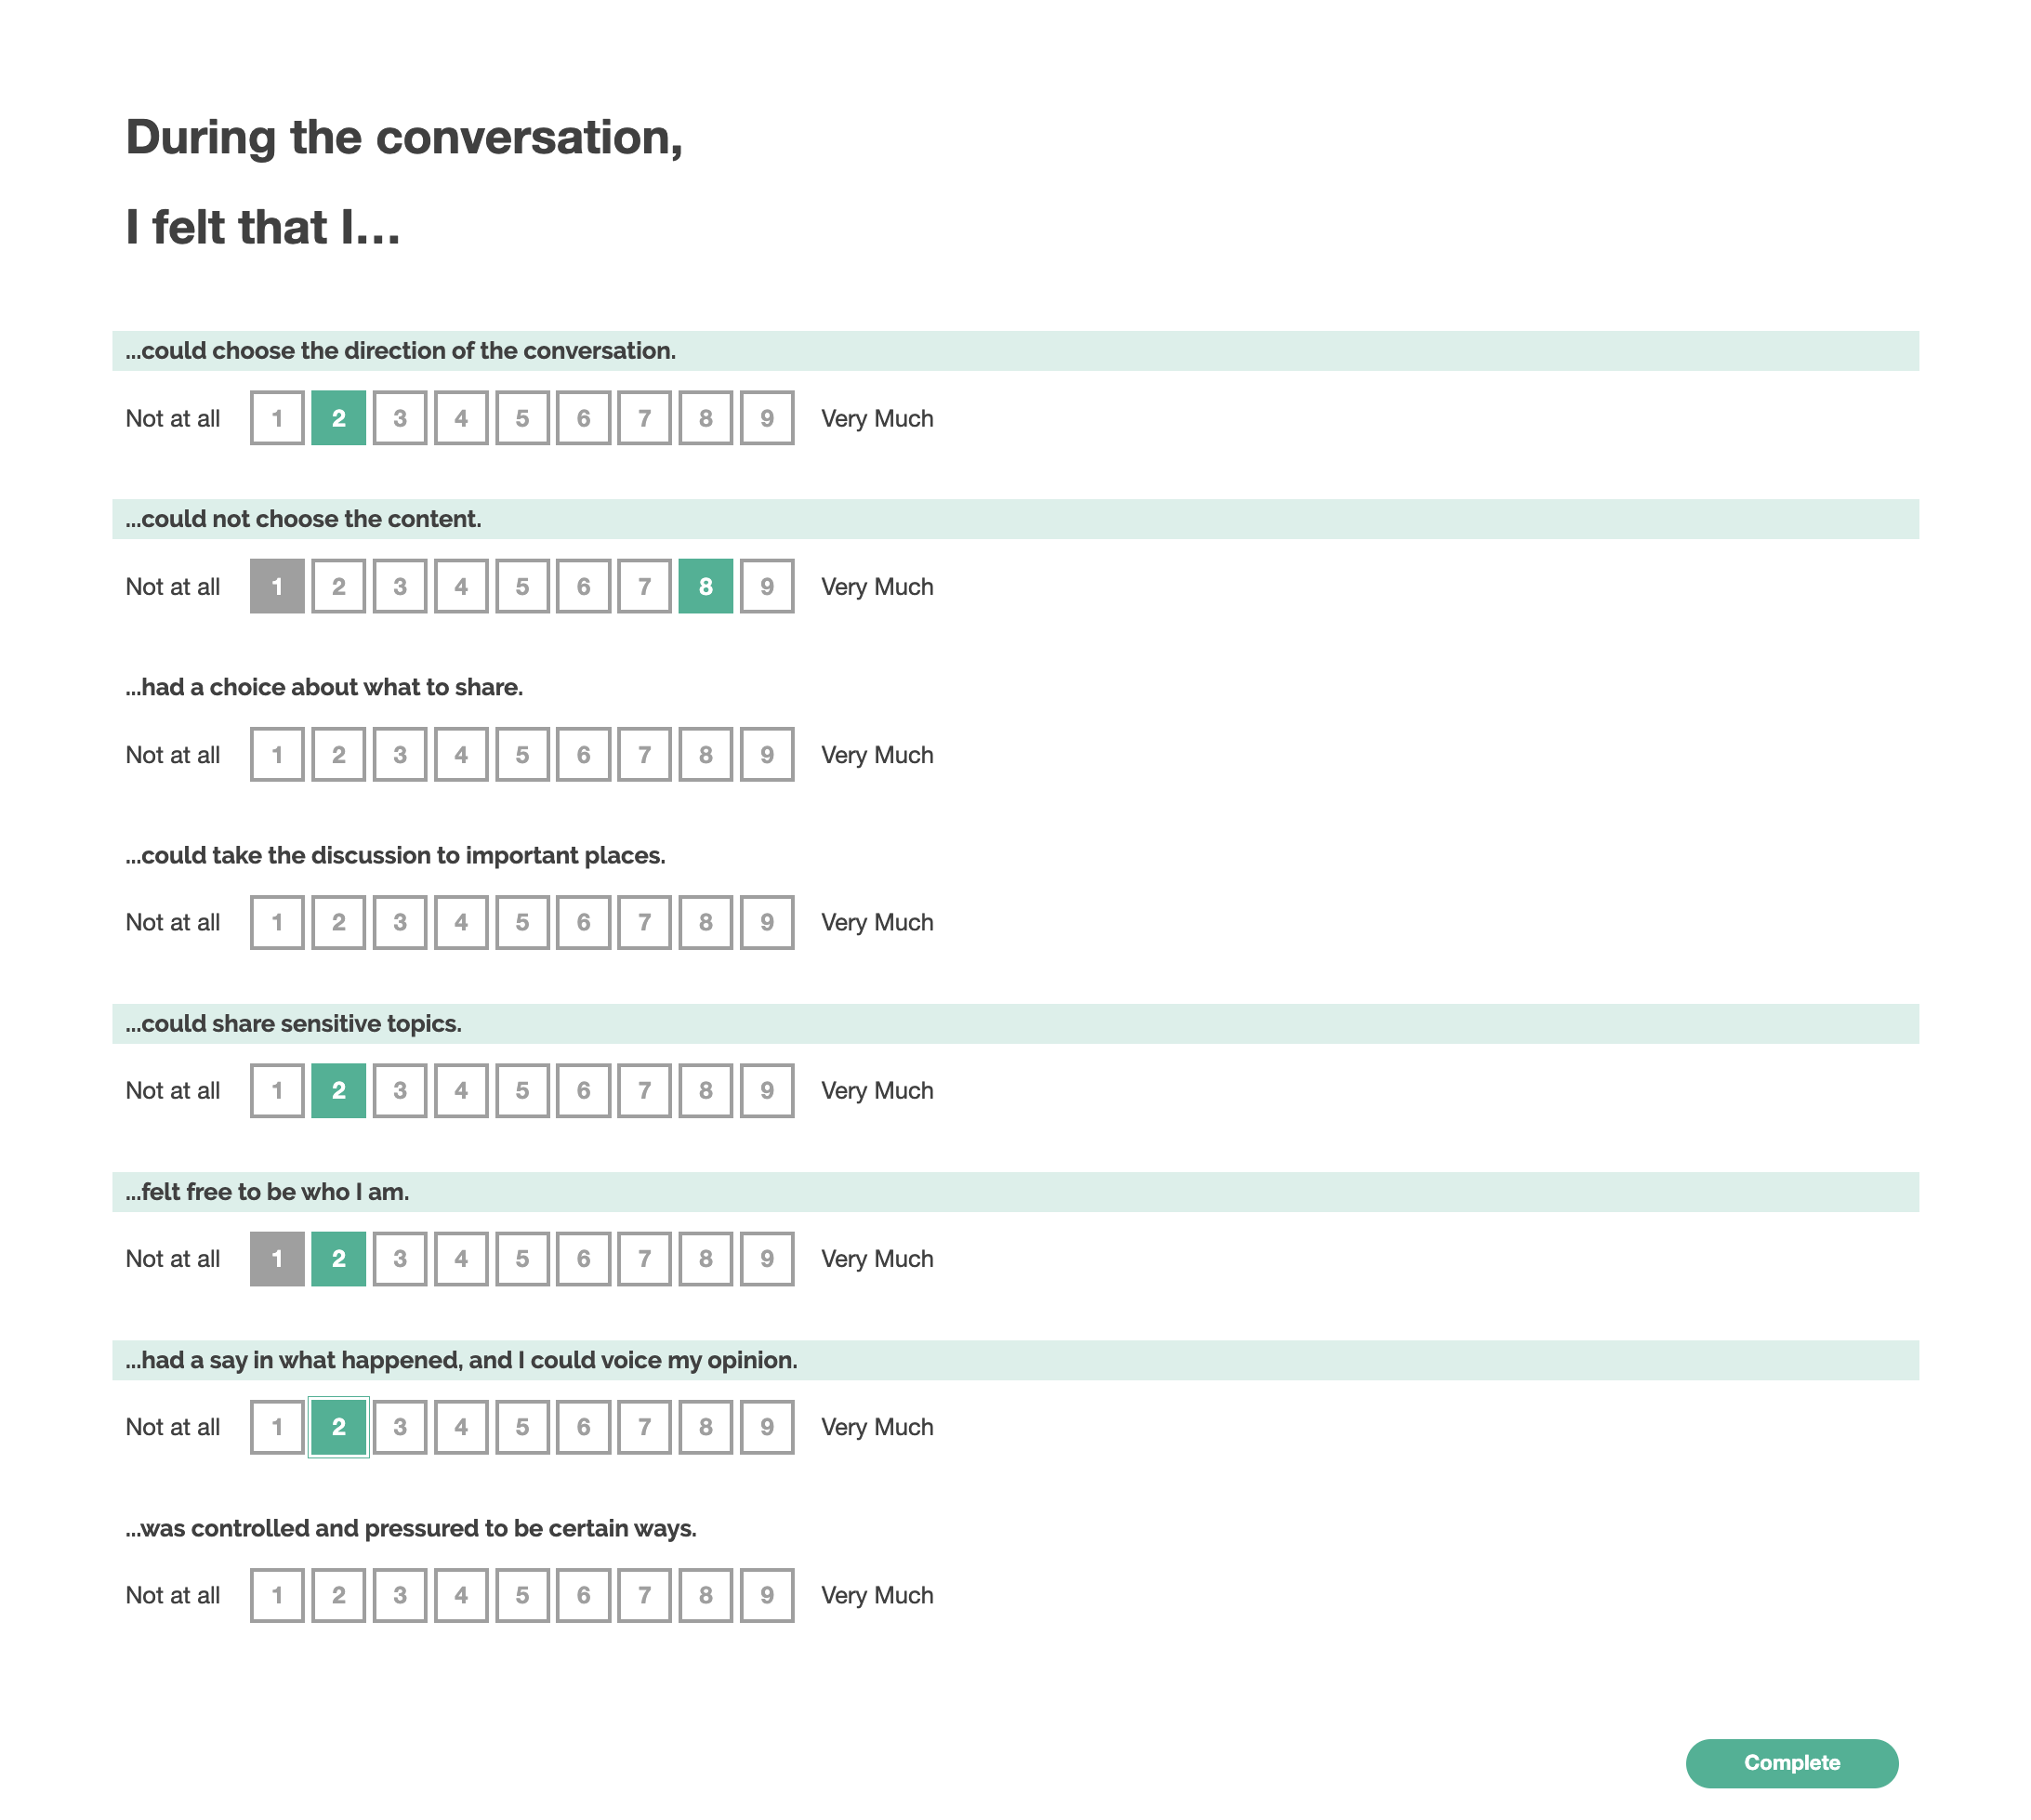 During the conversation,
I felt that I...
...could choose the direction of the conversation.
Not at all 1 2 3 4 5 6 7 8 9 Very Much
...could not choose the content.
Not at all 1 2 3 4 5 6 7 8 9 Very Much
...had a choice about what to share.
Not at all 1 2 3 4 5 6 7 8 9 Very Much
...could take the discussion to important places.
Not at all 1 2 3 4 5 6 7 8 9 Very Much
...could share sensitive topics.
Not at all 1 2 3 4 5 6 7 8 9 Very Much
...felt free to be who I am.
Not at all 1 2 3 4 5 6 7 8 9 Very Much
...had a say in what happened, and I could voice my opinion.
Not at all 1 2 3 4 5 6 7 8 9 Very Much
...was controlled and pressured to be certain ways.
Not at all 1 2 3 4 5 6 7 8 9 Very Much
Complete